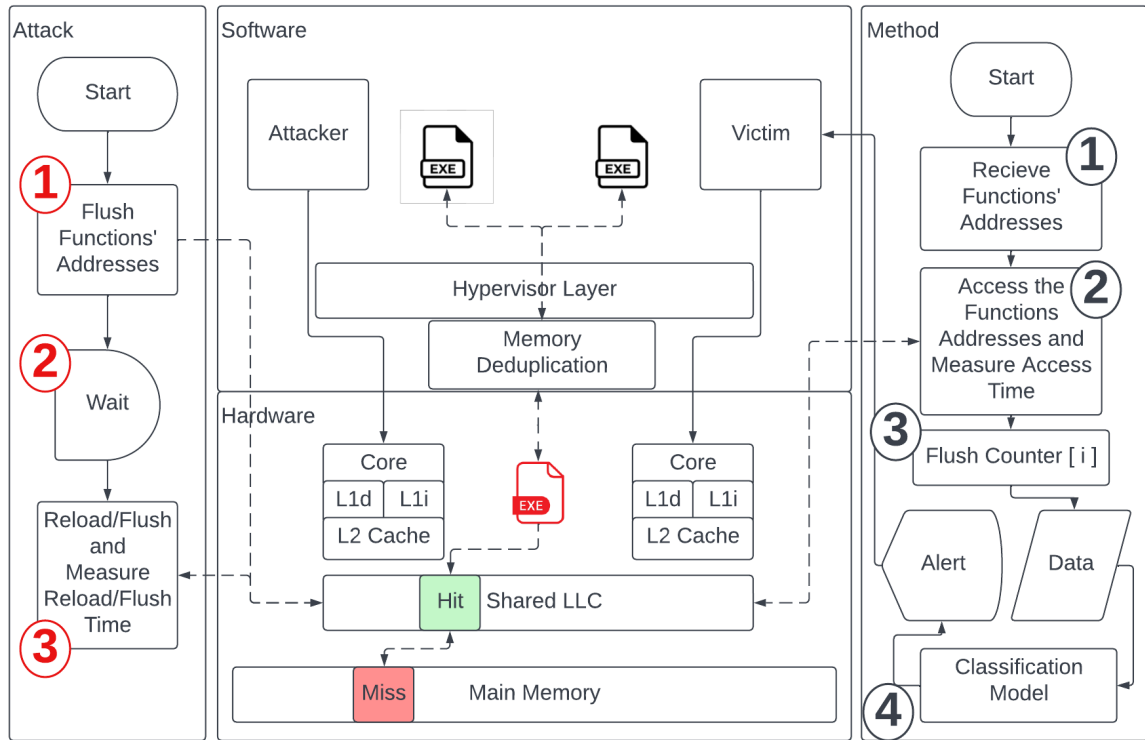 Attack
Start
1
Flush
Functions'
Addresses
2
Wait
Reload/Flush
and
Measure
Reload/Flush
Time
3
Software
Attacker
EXE
EXE
Victim
Hypervisor Layer
Memory
Deduplication
Hardware
Core
L1d
L1i
L2 Cache
EXE
Core
L1d
L1i
L2 Cache
Hit
Shared LLC
Miss
Main Memory
Method
Start
1
Recieve
Functions'
Addresses
2
Access the
Functions
Addresses and
Measure Access
Time
3
Flush Counter [ i ]
Alert
Data
Classification
Model
4